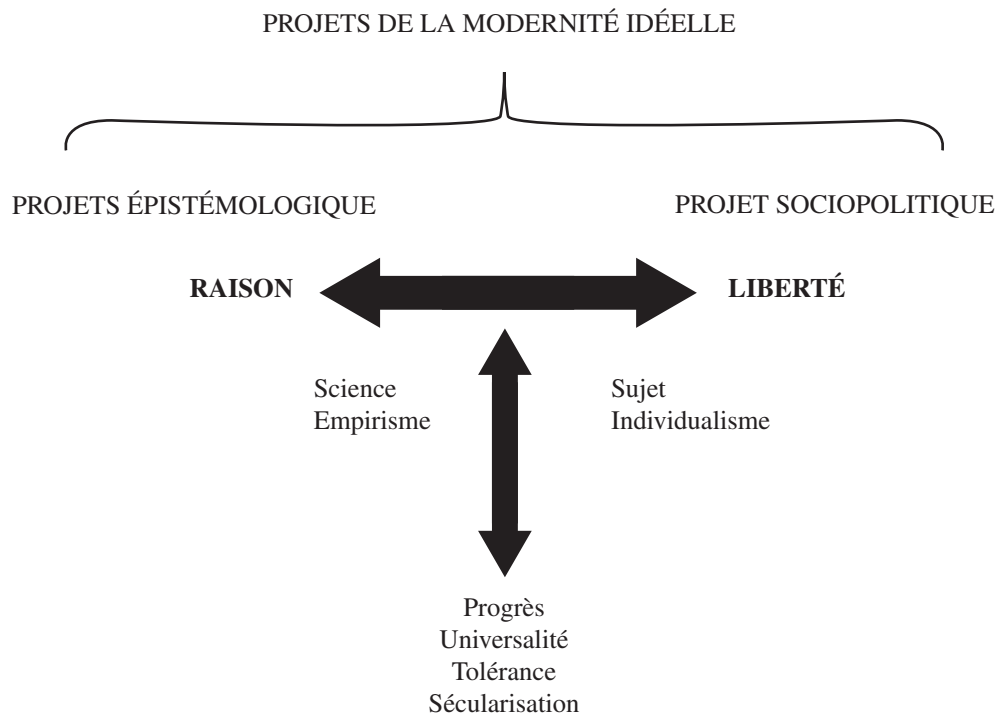 PROJETS DE LA MODERNITÉ IDÉELLE
PROJETS ÉPISTÉMOLOGIQUE
PROJET SOCIOPOLITIQUE
RAISON
LIBERTÉ
Science
Empirisme
Sujet
Individualisme
Progrès
Universalité
Tolérance
Sécularisation